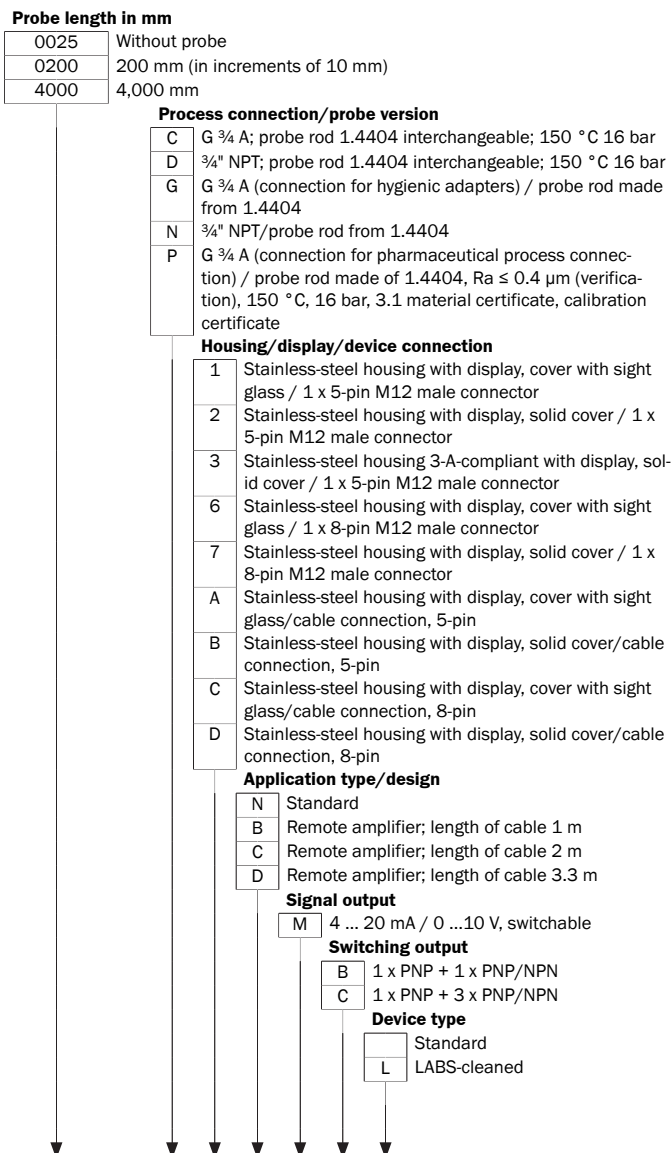 Probe length in mm
0025 Without probe
0200 200 mm (in increments of 10 mm)
4000 4,000 mm
Process connection/probe version
C G ¾ A; probe rod 1.4404 interchangeable; 150 °C 16 bar
D ¾" NPT; probe rod 1.4404 interchangeable; 150 °C 16 bar
G G ¾ A (connection for hygienic adapters) / probe rod made
from 1.4404
N ¾" NPT/probe rod from 1.4404
P G ¾ A (connection for pharmaceutical process connec-
tion) / probe rod made of 1.4404, Ra ≤ 0.4 µm (verifica-
tion), 150 °C, 16 bar, 3.1 material certificate, calibration
certificate
Housing/display/device connection
1 Stainless-steel housing with display, cover with sight
glass / 1 x 5-pin M12 male connector
2 Stainless-steel housing with display, solid cover / 1 x
5-pin M12 male connector
3 Stainless-steel housing 3-A-compliant with display, sol-
id cover / 1 x 5-pin M12 male connector
6 Stainless-steel housing with display, cover with sight
glass / 1 x 8-pin M12 male connector
7 Stainless-steel housing with display, solid cover / 1 x
8-pin M12 male connector
A Stainless-steel housing with display, cover with sight
glass/cable connection, 5-pin
B Stainless-steel housing with display, solid cover/cable
connection, 5-pin
C Stainless-steel housing with display, cover with sight
glass/cable connection, 8-pin
D Stainless-steel housing with display, solid cover/cable
connection, 8-pin
Application type/design
N Standard
B Remote amplifier; length of cable 1 m
C Remote amplifier; length of cable 2 m
D Remote amplifier; length of cable 3.3 m
Signal output
M 4 ... 20 mA / 0 ...10 V, switchable
Switching output
B 1 x PNP + 1 x PNP/NPN
C 1 x PNP + 3 x PNP/NPN
Device type
Standard
L LABS-cleaned